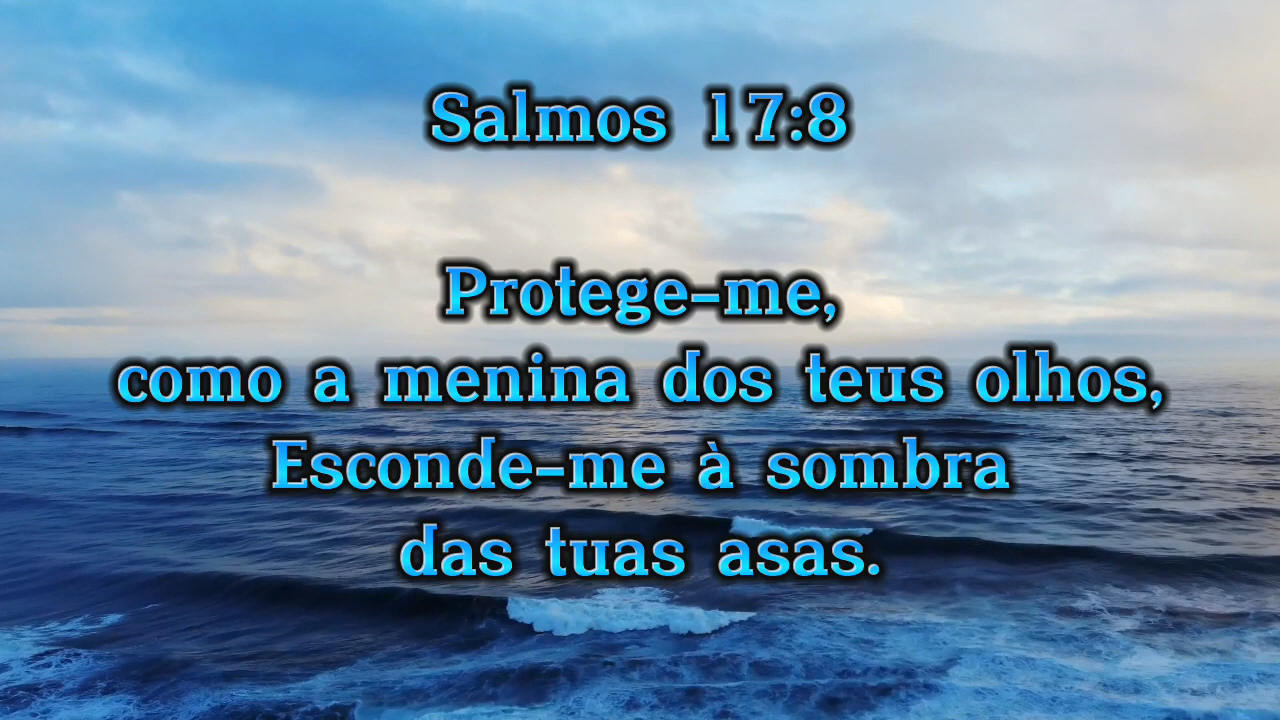 Salmos 17:8
Protege-me,
como a menina dos teus olhos,
Esconde-me à sombra
das tuas asas.